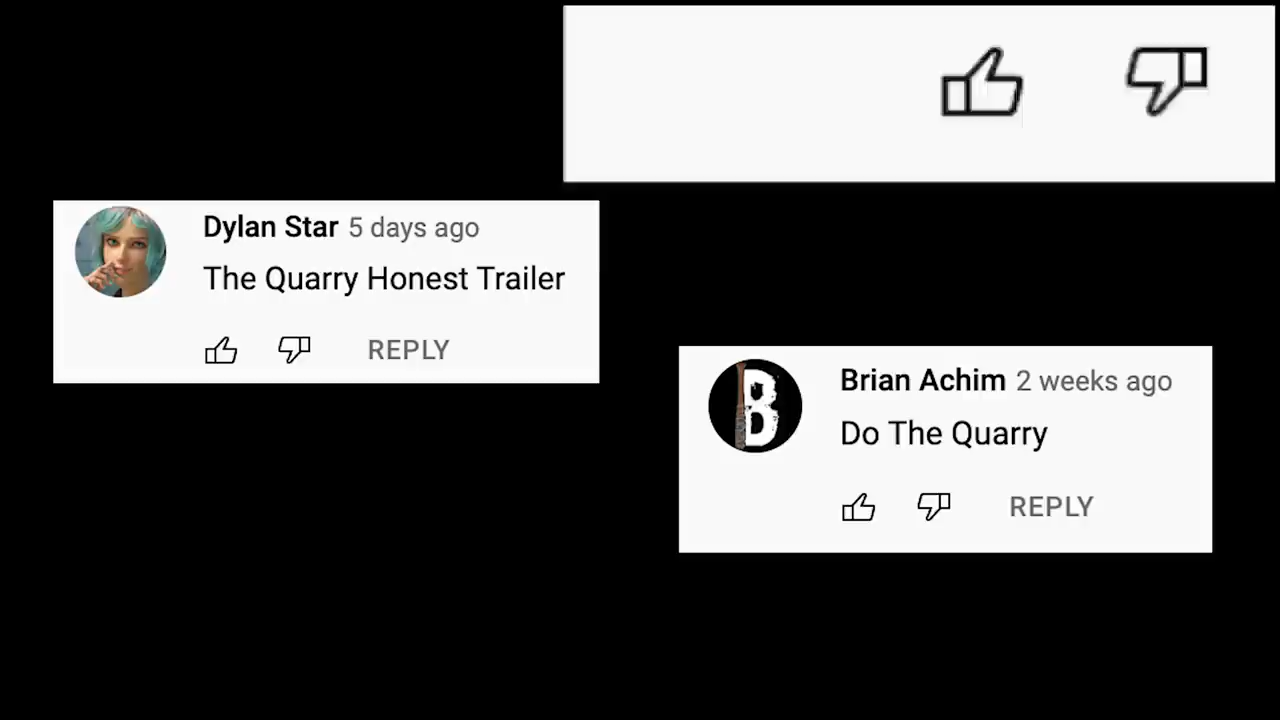 Dylan Star 5 days ago
The Quarry Honest Trailer
REPLY
B
Brian Achim 2 weeks ago
Do The Quarry
REPLY